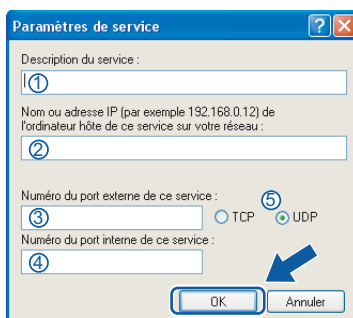 Paramètres de service
Description du service :
①
Nom ou adresse IP (par exemple 192.168.0.12) de
l'ordinateur hôte de ce service sur votre réseau :
②
Numéro du port externe de ce service : ⑤
③ TCP UDP
Numéro du port interne de ce service :
④
OK Annuler